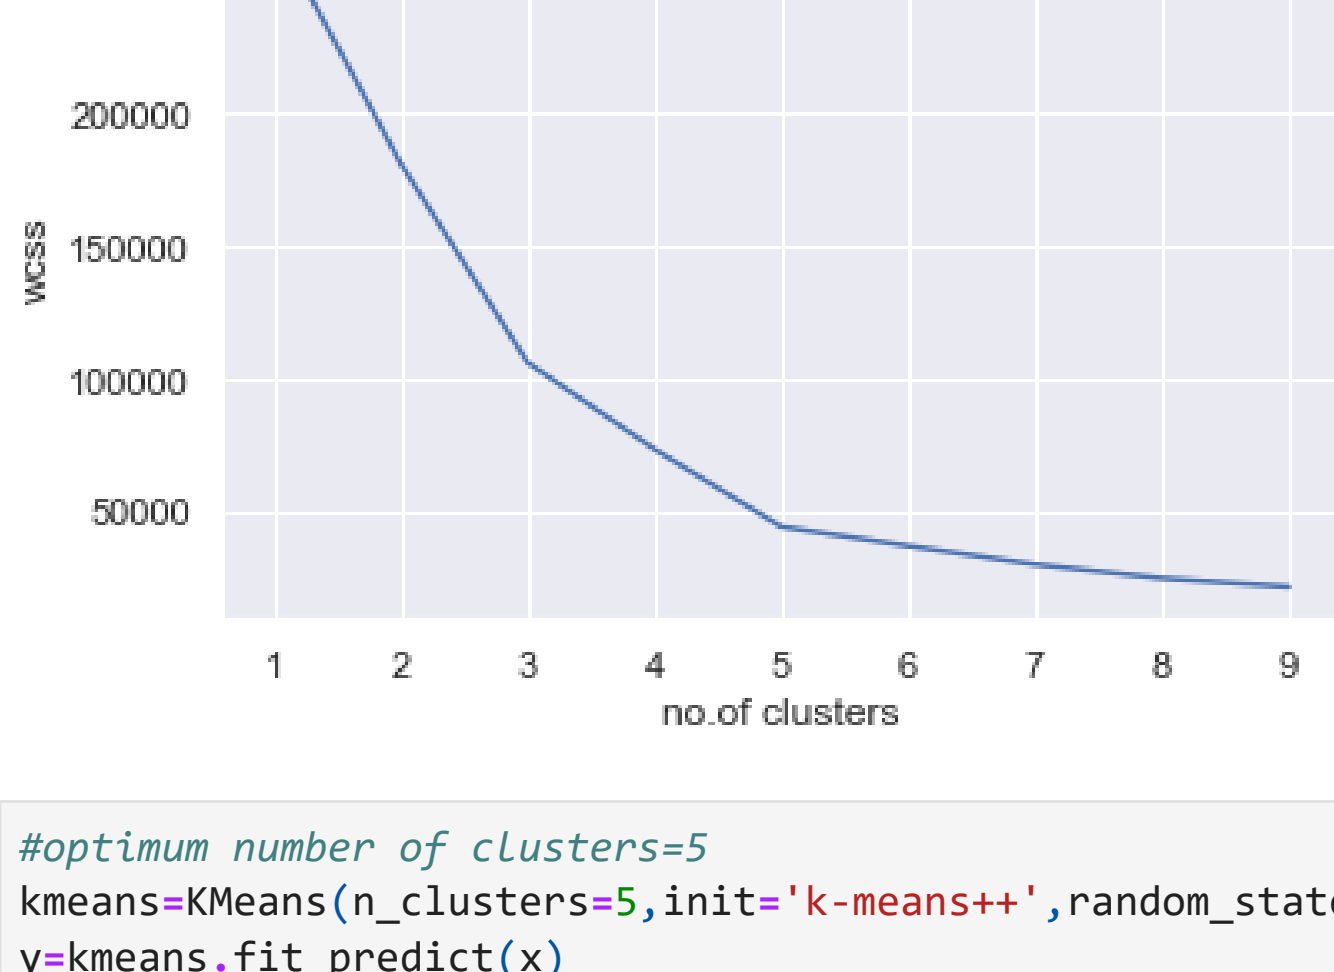 200000
150000
100000
50000
wcss
1 2 3 4 5 6 7 8 9
no.of clusters
#optimum number of clusters=5
kmeans=KMeans(n_clusters=5,init='k-means++',random_state
y=kmeans.fit_predict(x)